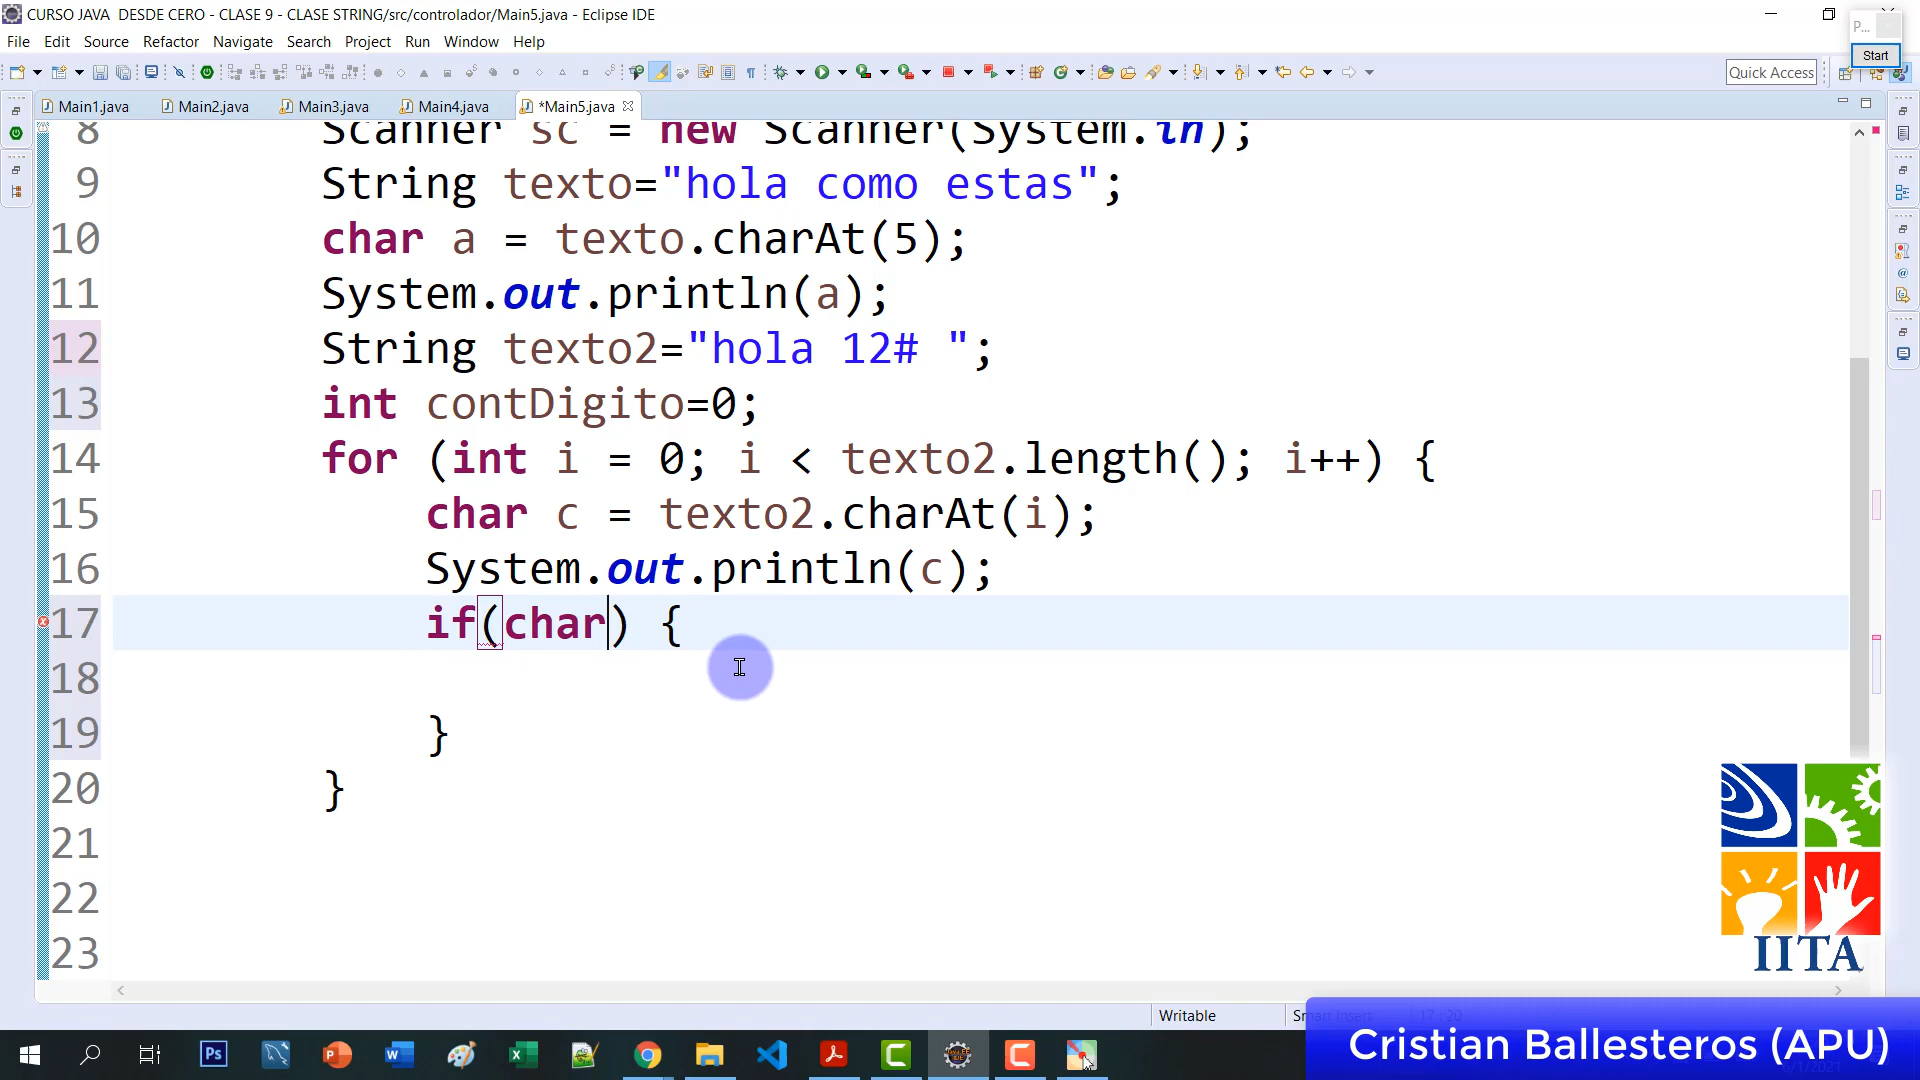 CURSO JAVA DESDE CERO - CLASE 9 - CLASE STRING/src/controlador/Main5.java - Eclipse IDE
P...
File Edit Source Refactor Navigate Search Project Run Window Help
Start
Quick Access
Main1.java Main2.java Main3.java Main4.java *Main5.java
8 Scanner sc = new Scanner(System.in);
9 String texto="hola como estas";
10 char a = texto.charAt(5);
11 System.out.println(a);
12 String texto2="hola 12# ";
13 int contDigito=0;
14 for (int i = 0; i < texto2.length(); i++) {
15 char c = texto2.charAt(i);
16 System.out.println(c);
17 if(char) {
18
19 }
20 }
21
22
23
IITA
Writable Smart Insert 17 : 20
Cristian Ballesteros (APU)
Ps